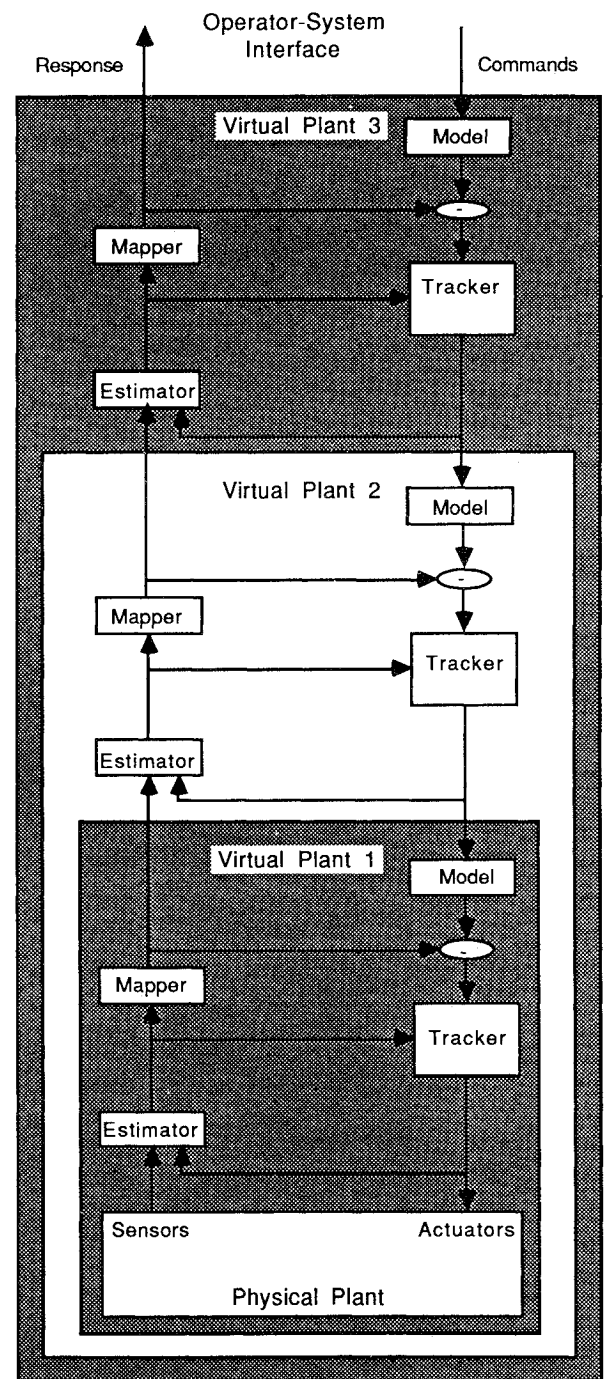 Operator-System
Interface
Response
Commands
Virtual Plant 3
Model
-
Mapper
Tracker
Estimator
Virtual Plant 2
Model
-
Mapper
Tracker
Estimator
Virtual Plant 1
Model
-
Mapper
Tracker
Estimator
Sensors
Actuators
Physical Plant